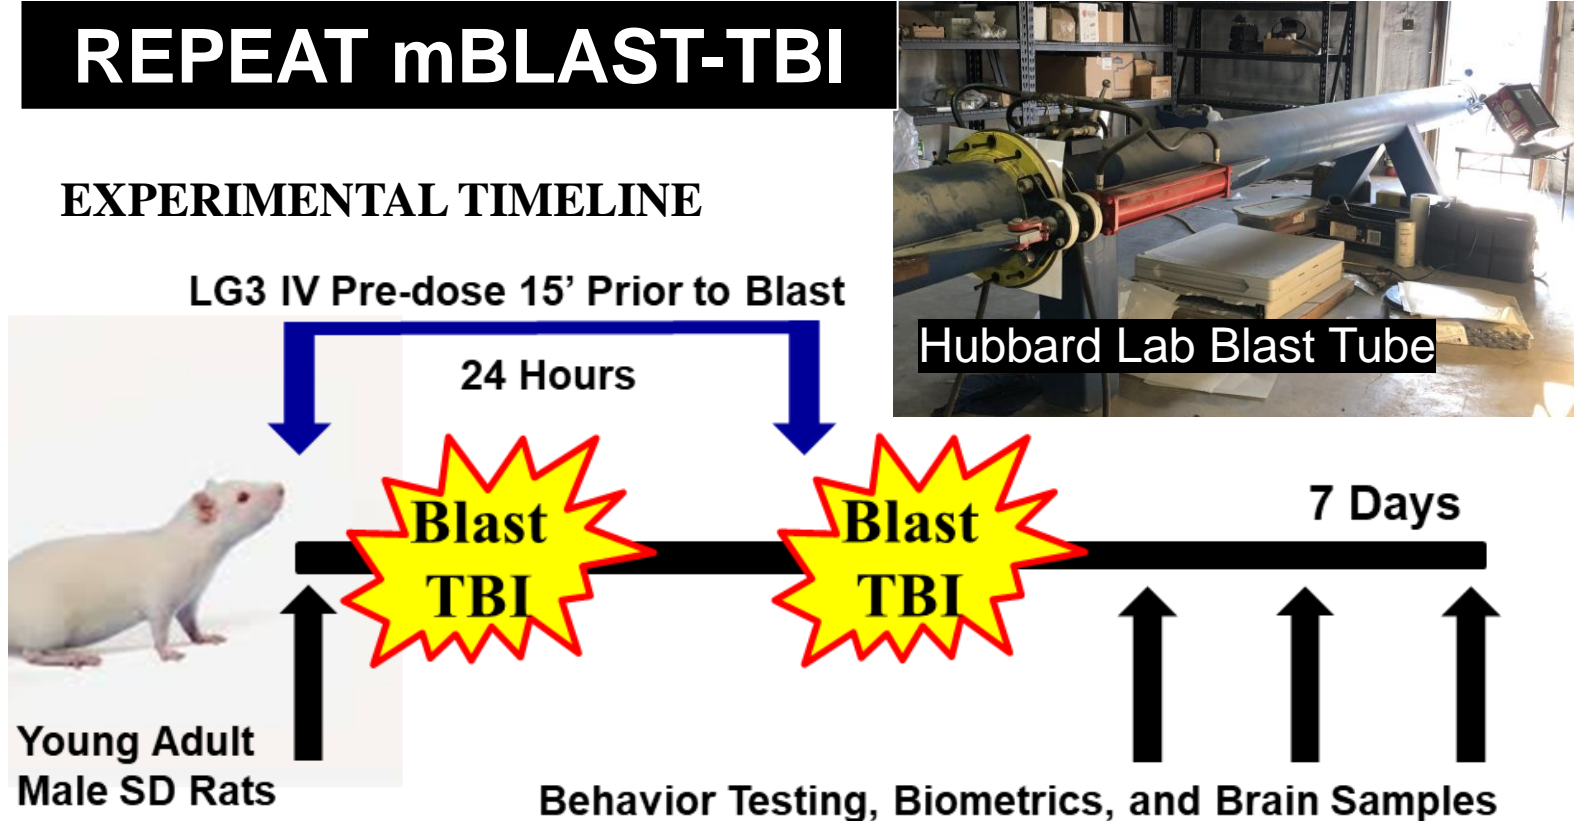 REPEAT mBLAST-TBI
EXPERIMENTAL TIMELINE
LG3 IV Pre-dose 15’ Prior to Blast
24 Hours
Hubbard Lab Blast Tube
Blast
TBI
Blast
TBI
7 Days
Young Adult
Male SD Rats
Behavior Testing, Biometrics, and Brain Samples